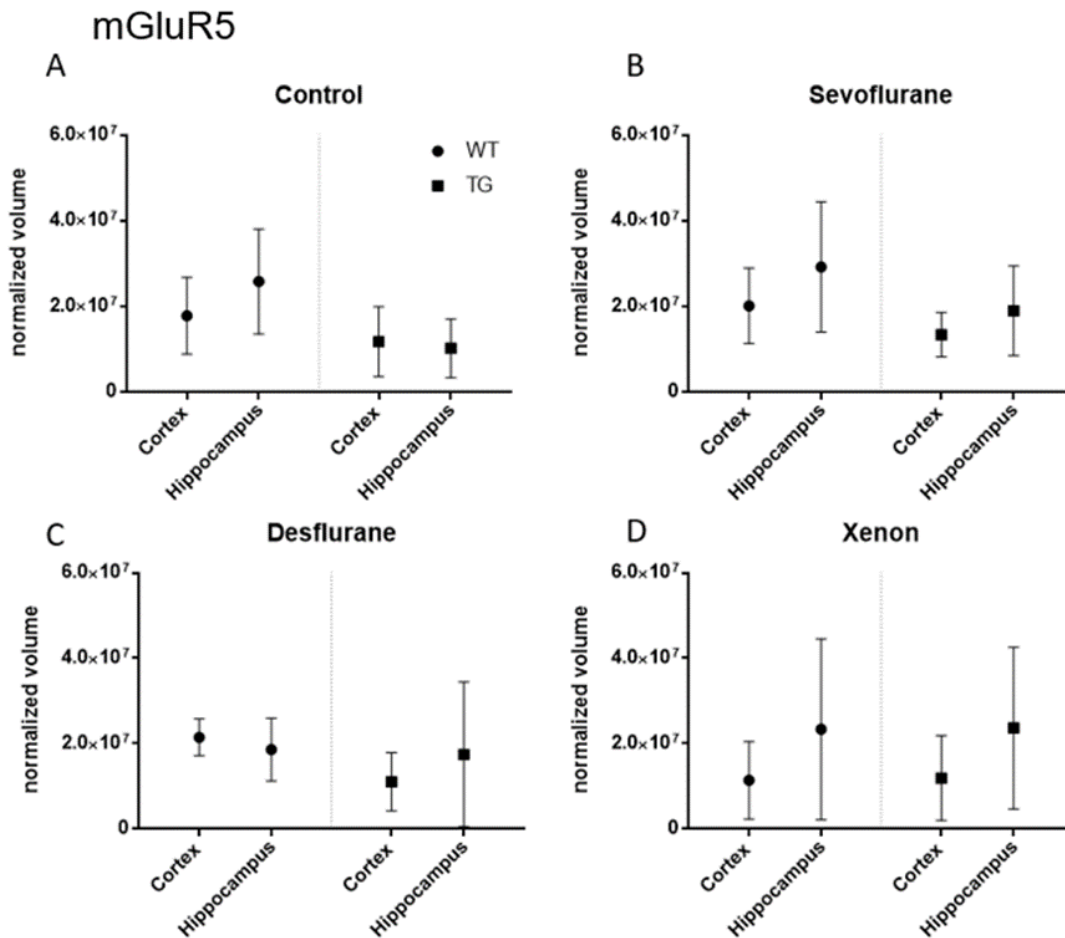 mGluR5
A
Control
normalized volume
6.0×10⁷
4.0×10⁷
2.0×10⁷
0
WT
TG
Cortex
Hippocampus
Cortex
Hippocampus
B
Sevoflurane
normalized volume
6.0×10⁷
4.0×10⁷
2.0×10⁷
0
Cortex
Hippocampus
Cortex
Hippocampus
C
Desflurane
normalized volume
6.0×10⁷
4.0×10⁷
2.0×10⁷
0
Cortex
Hippocampus
Cortex
Hippocampus
D
Xenon
normalized volume
6.0×10⁷
4.0×10⁷
2.0×10⁷
0
Cortex
Hippocampus
Cortex
Hippocampus